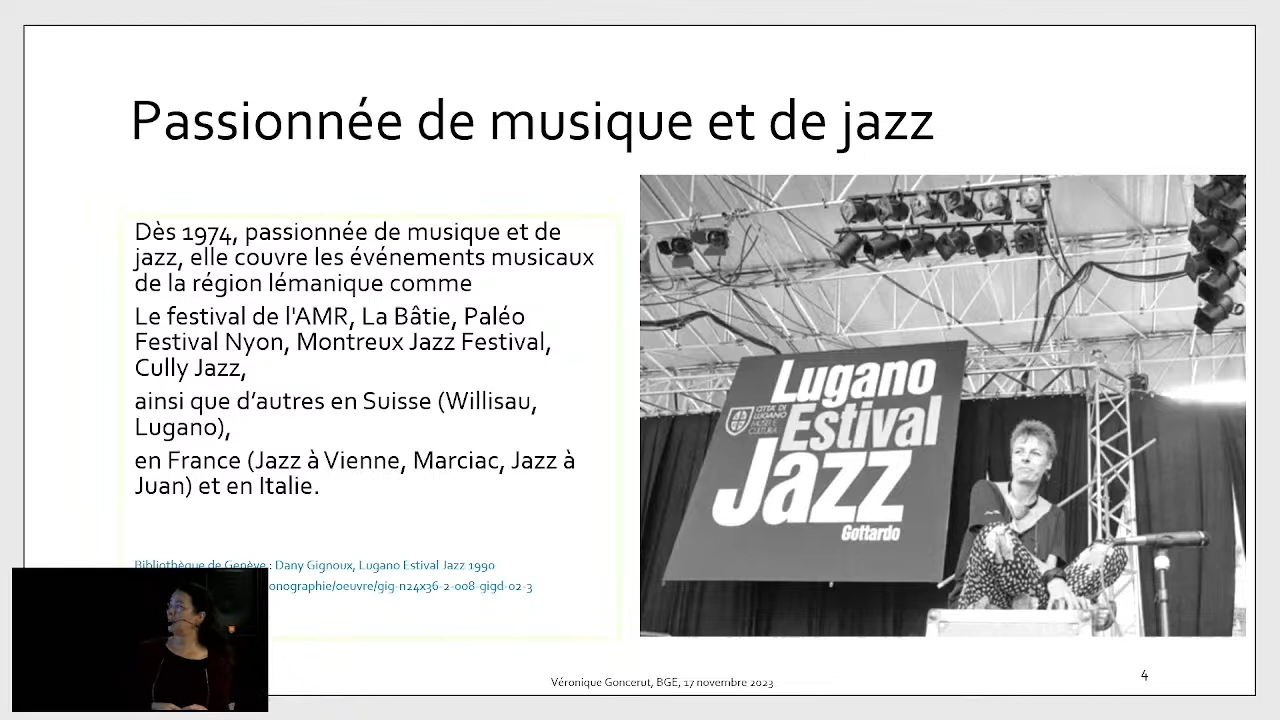 Passionnée de musique et de jazz
Dès 1974, passionnée de musique et de
jazz, elle couvre les événements musicaux
de la région lémanique comme
Le festival de l'AMR, La Bâtie, Paléo
Festival Nyon, Montreux Jazz Festival,
Cully Jazz,
ainsi que d’autres en Suisse (Willisau,
Lugano),
en France (Jazz à Vienne, Marciac, Jazz à
Juan) et en Italie.
Bibliothèque de Genève : Dany Gignoux, Lugano Estival Jazz 1990
onographie/oeuvre/gig-n24x36-2-008-gigd-02-3
Lugano
CITTÀ DI
LUGANO
MUSEI E
CULTURA
Estival
Jazz
Gottardo
Véronique Goncerut, BGE, 17 novembre 2023
4